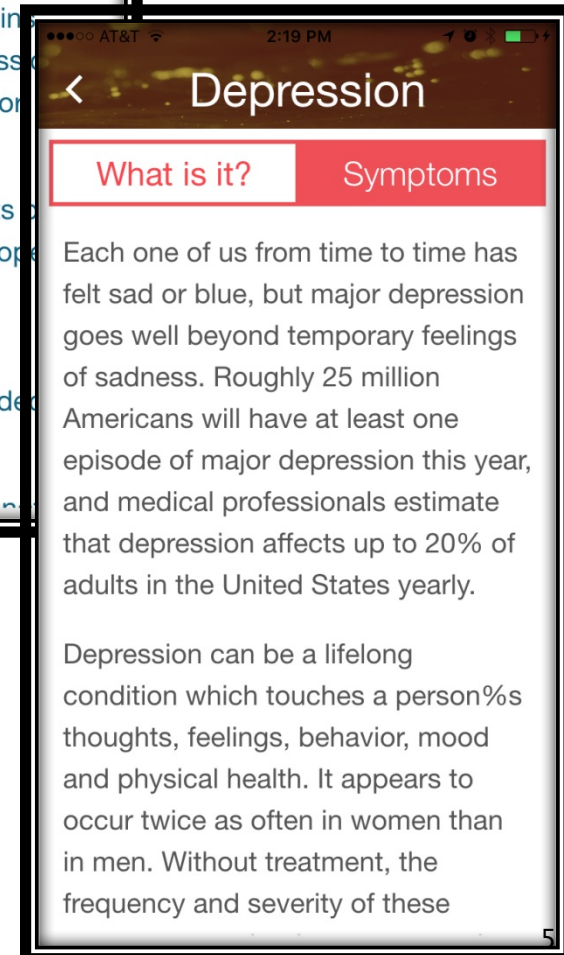 AT&T 2:19 PM
Depression
What is it? Symptoms
Each one of us from time to time has
felt sad or blue, but major depression
goes well beyond temporary feelings
of sadness. Roughly 25 million
Americans will have at least one
episode of major depression this year,
and medical professionals estimate
that depression affects up to 20% of
adults in the United States yearly.
Depression can be a lifelong
condition which touches a person%s
thoughts, feelings, behavior, mood
and physical health. It appears to
occur twice as often in women than
in men. Without treatment, the
frequency and severity of these
5